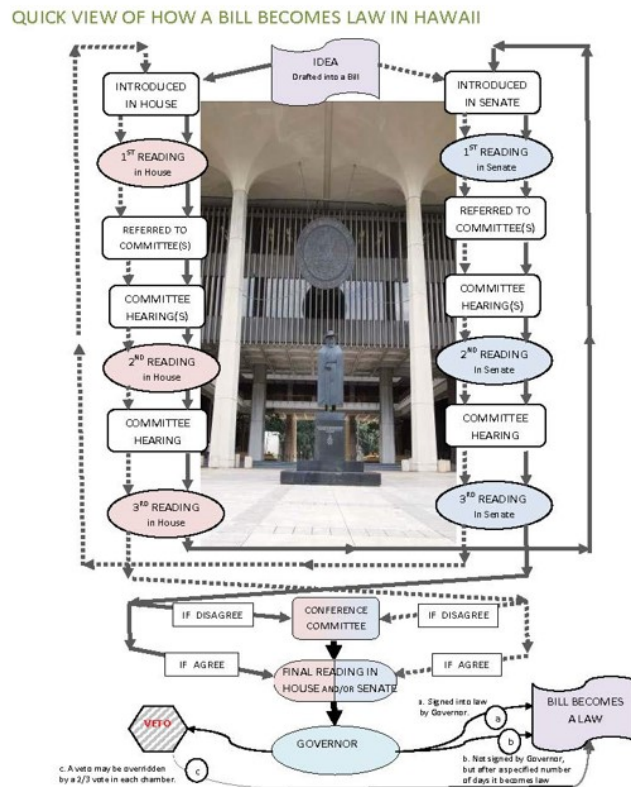 QUICK VIEW OF HOW A BILL BECOMES LAW IN HAWAII
IDEA
Drafted into a Bill
INTRODUCED
IN HOUSE
INTRODUCED
IN SENATE
1ST READING
in House
1ST READING
in Senate
REFERRED TO
COMMITTEE(S)
REFERRED TO
COMMITTEE(S)
COMMITTEE
HEARING(S)
COMMITTEE
HEARING(S)
2ND READING
in House
2ND READING
In Senate
COMMITTEE
HEARING
COMMITTEE
HEARING
3RD READING
in House
3RD READING
In Senate
IF DISAGREE
CONFERENCE
COMMITTEE
IF DISAGREE
IF AGREE
FINAL READING IN
HOUSE AND/OR SENATE
IF AGREE
a. Signed into law
by Governor.
a
BILL BECOMES
A LAW
VETO
GOVERNOR
b
c. A veto may be overridden
by a 2/3 vote in each chamber.
c
b. Not signed by Governor,
but after a specified number
of days it becomes law